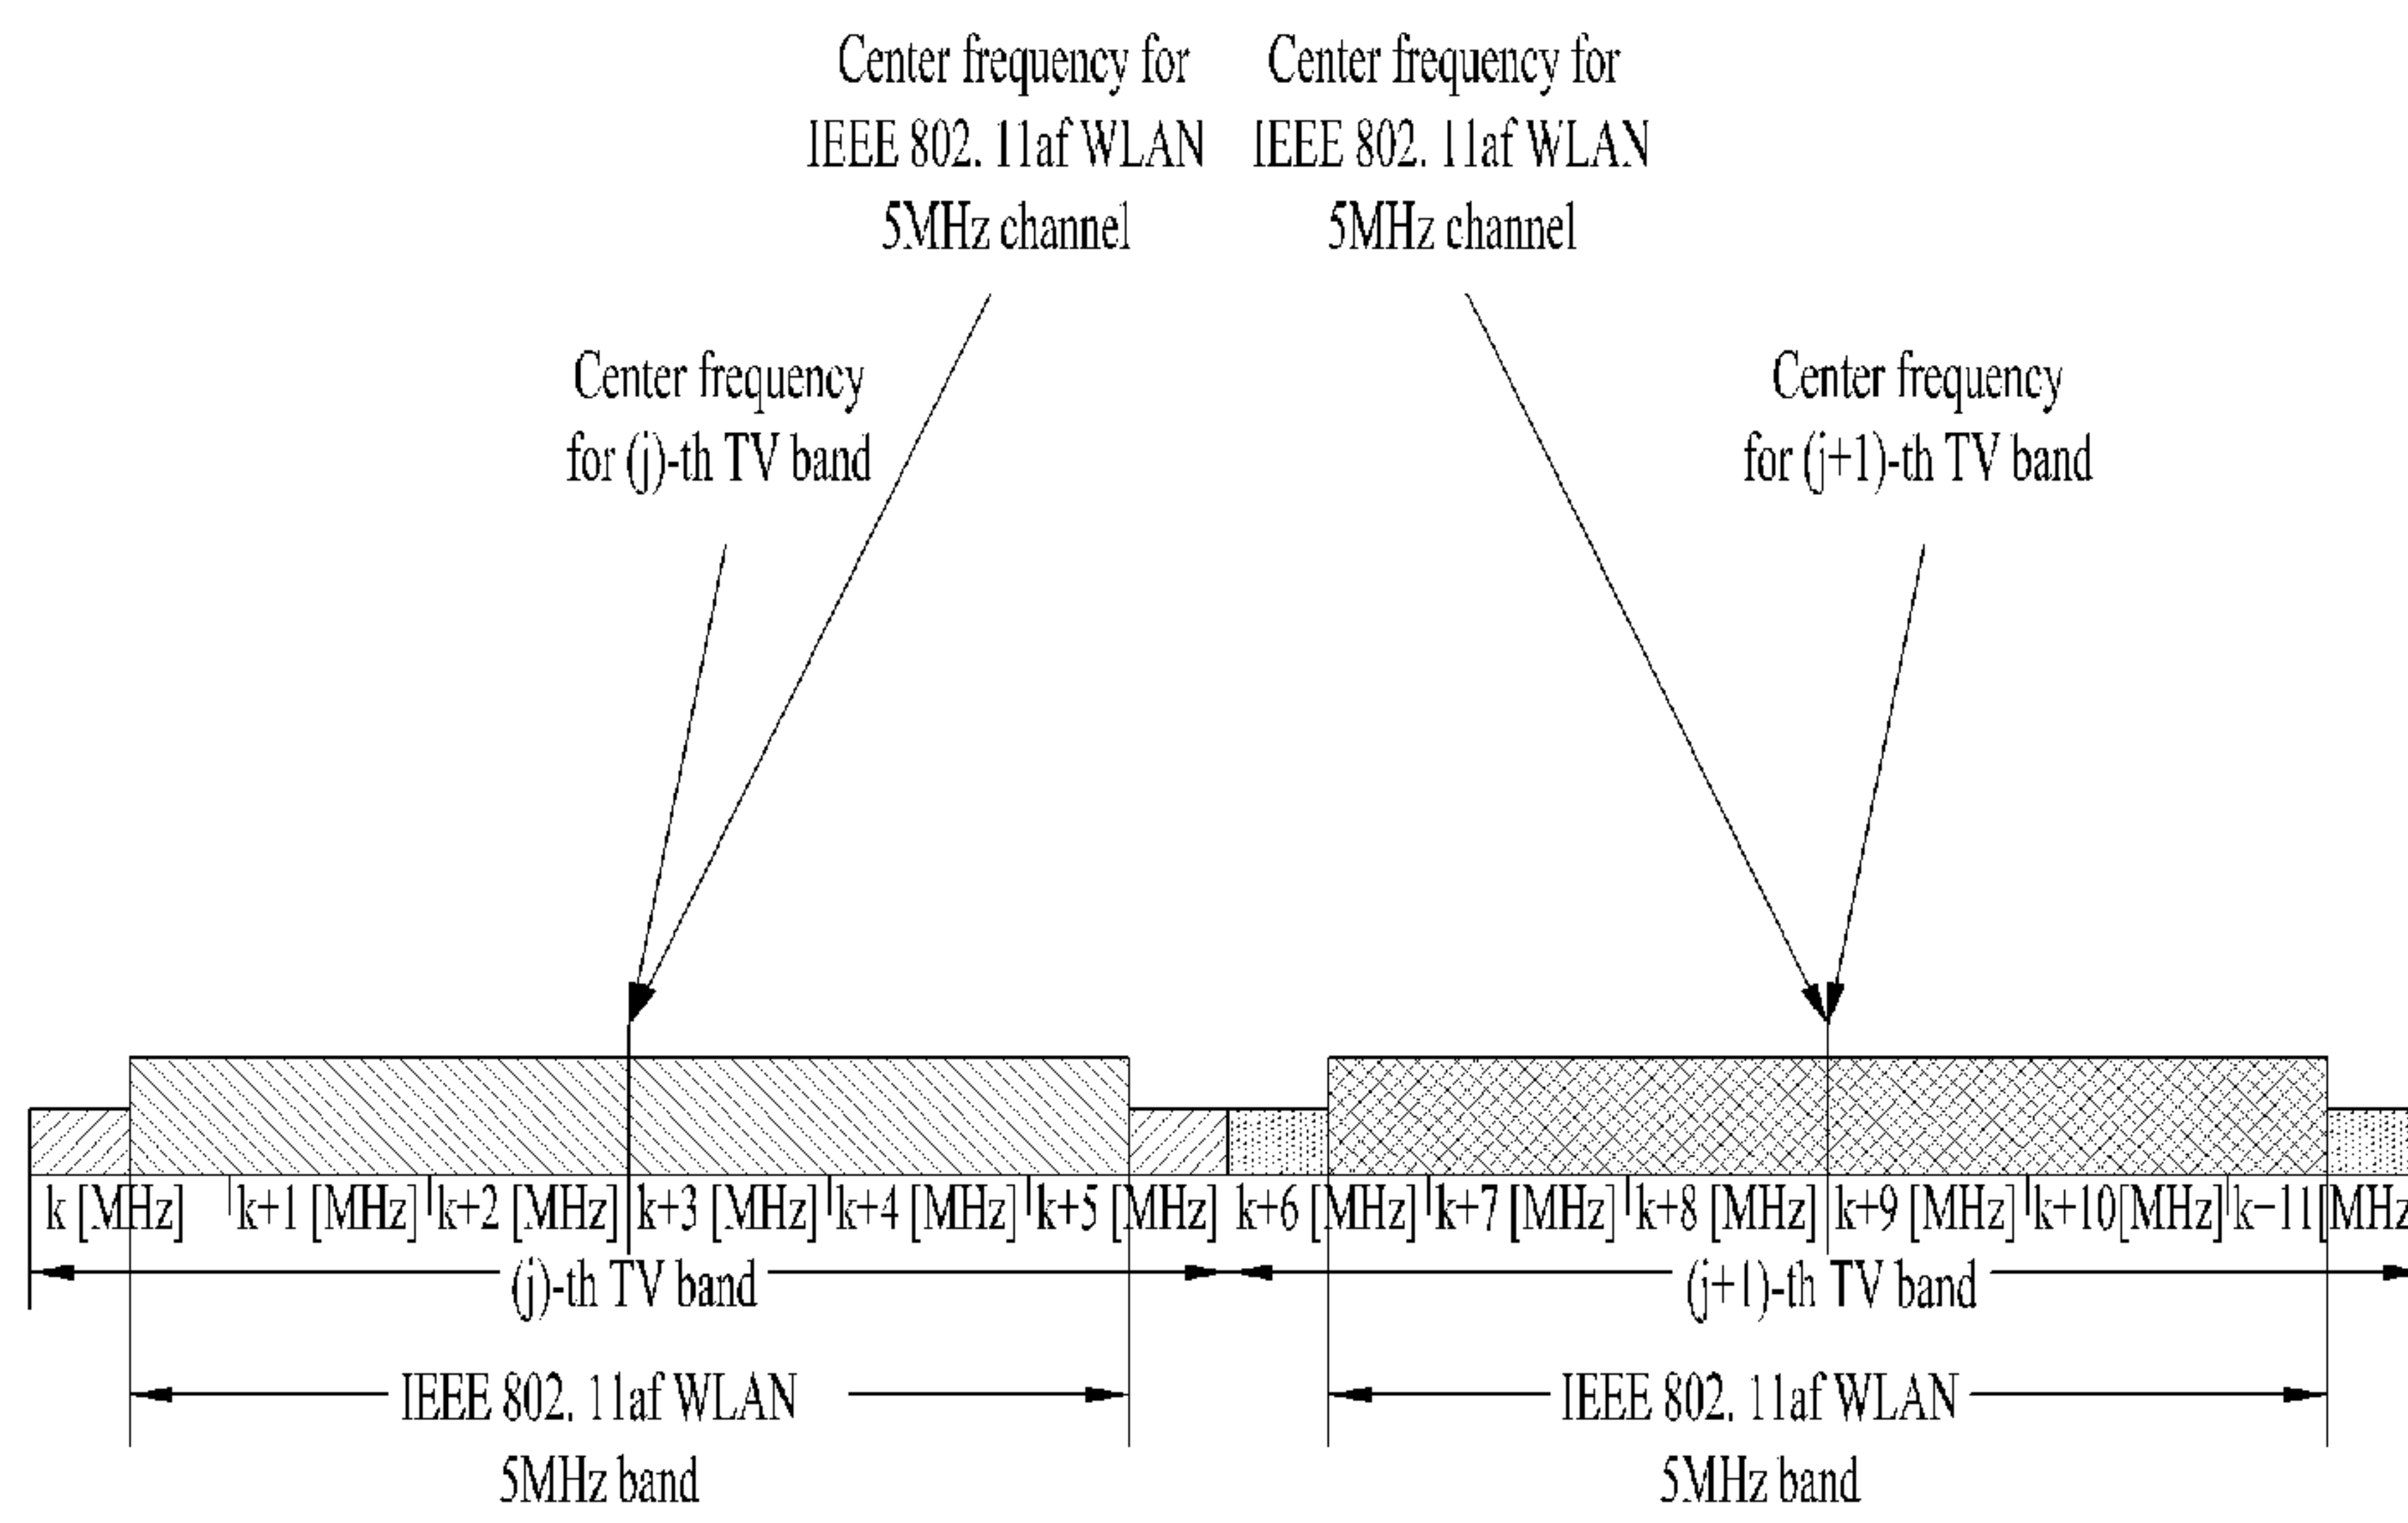 Center frequency for
IEEE 802. 11af WLAN
5MHz channel
Center frequency for
IEEE 802. 11af WLAN
5MHz channel
Center frequency
for (j)-th TV band
Center frequency
for (j+1)-th TV band
k [MHz] k+1 [MHz] k+2 [MHz] k+3 [MHz] k+4 [MHz] k+5 [MHz] k+6 [MHz] k+7 [MHz] k+8 [MHz] k+9 [MHz] k+10[MHz] k−11[MHz
(j)-th TV band
(j+1)-th TV band
IEEE 802. 11af WLAN
5MHz band
IEEE 802. 11af WLAN
5MHz band